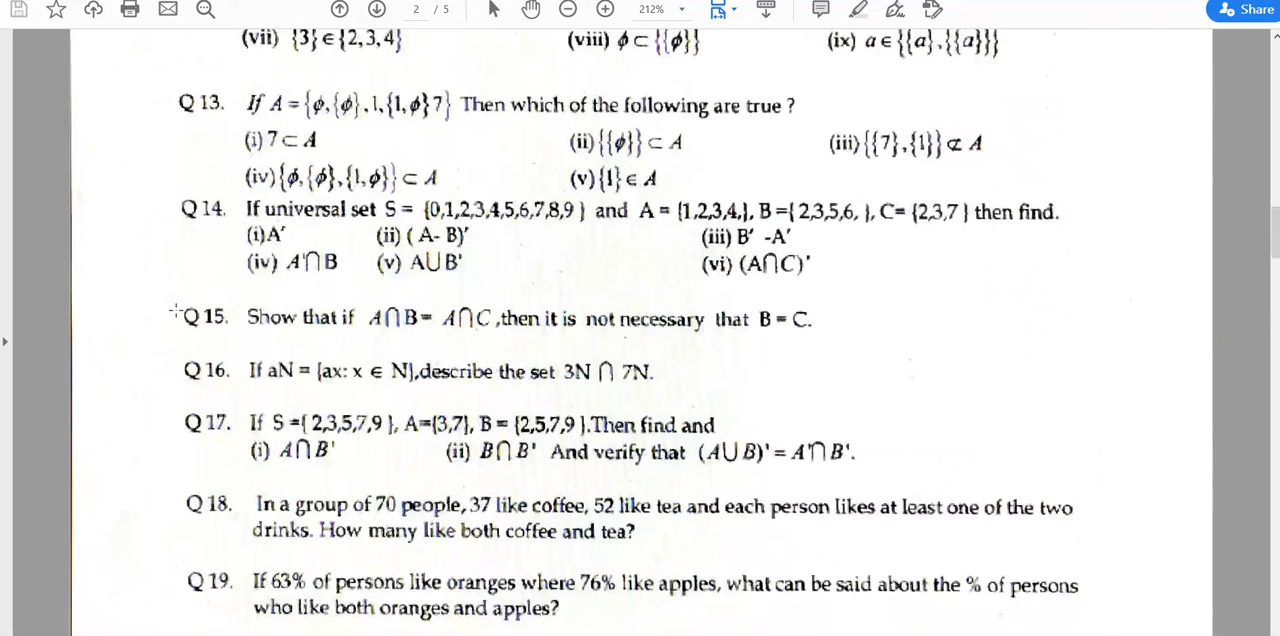 2 / 5 212% Share
(vii) {3} ∈ {2,3,4} (viii) ϕ ⊂ {{ϕ}} (ix) a ∈ {{a},{{a}}}
Q 13. If A = {ϕ,{ϕ},1,{1,ϕ}7} Then which of the following are true ?
(i) 7 ⊂ A (ii) {{ϕ}} ⊂ A (iii) {{7},{1}} ⊄ A
(iv) {ϕ,{ϕ},{1,ϕ}} ⊂ A (v) {1} ∈ A
Q 14. If universal set S = {0,1,2,3,4,5,6,7,8,9 } and A = {1,2,3,4,}, B ={ 2,3,5,6, }, C= {2,3,7 } then find.
(i)A′ (ii) ( A- B)′ (iii) B′ -A′
(iv) A'⋂B (v) A⋃B' (vi) (A⋂C)'
Q 15. Show that if A⋂B= A⋂C ,then it is not necessary that B = C.
Q 16. If aN = {ax: x ∈ N},describe the set 3N ⋂ 7N.
Q 17. If S ={ 2,3,5,7,9 }, A={3,7}, B = {2,5,7,9 }.Then find and
(i) A⋂B' (ii) B⋂B' And verify that (A⋃B)' = A'⋂B'.
Q 18. In a group of 70 people, 37 like coffee, 52 like tea and each person likes at least one of the two
drinks. How many like both coffee and tea?
Q 19. If 63% of persons like oranges where 76% like apples, what can be said about the % of persons
who like both oranges and apples?